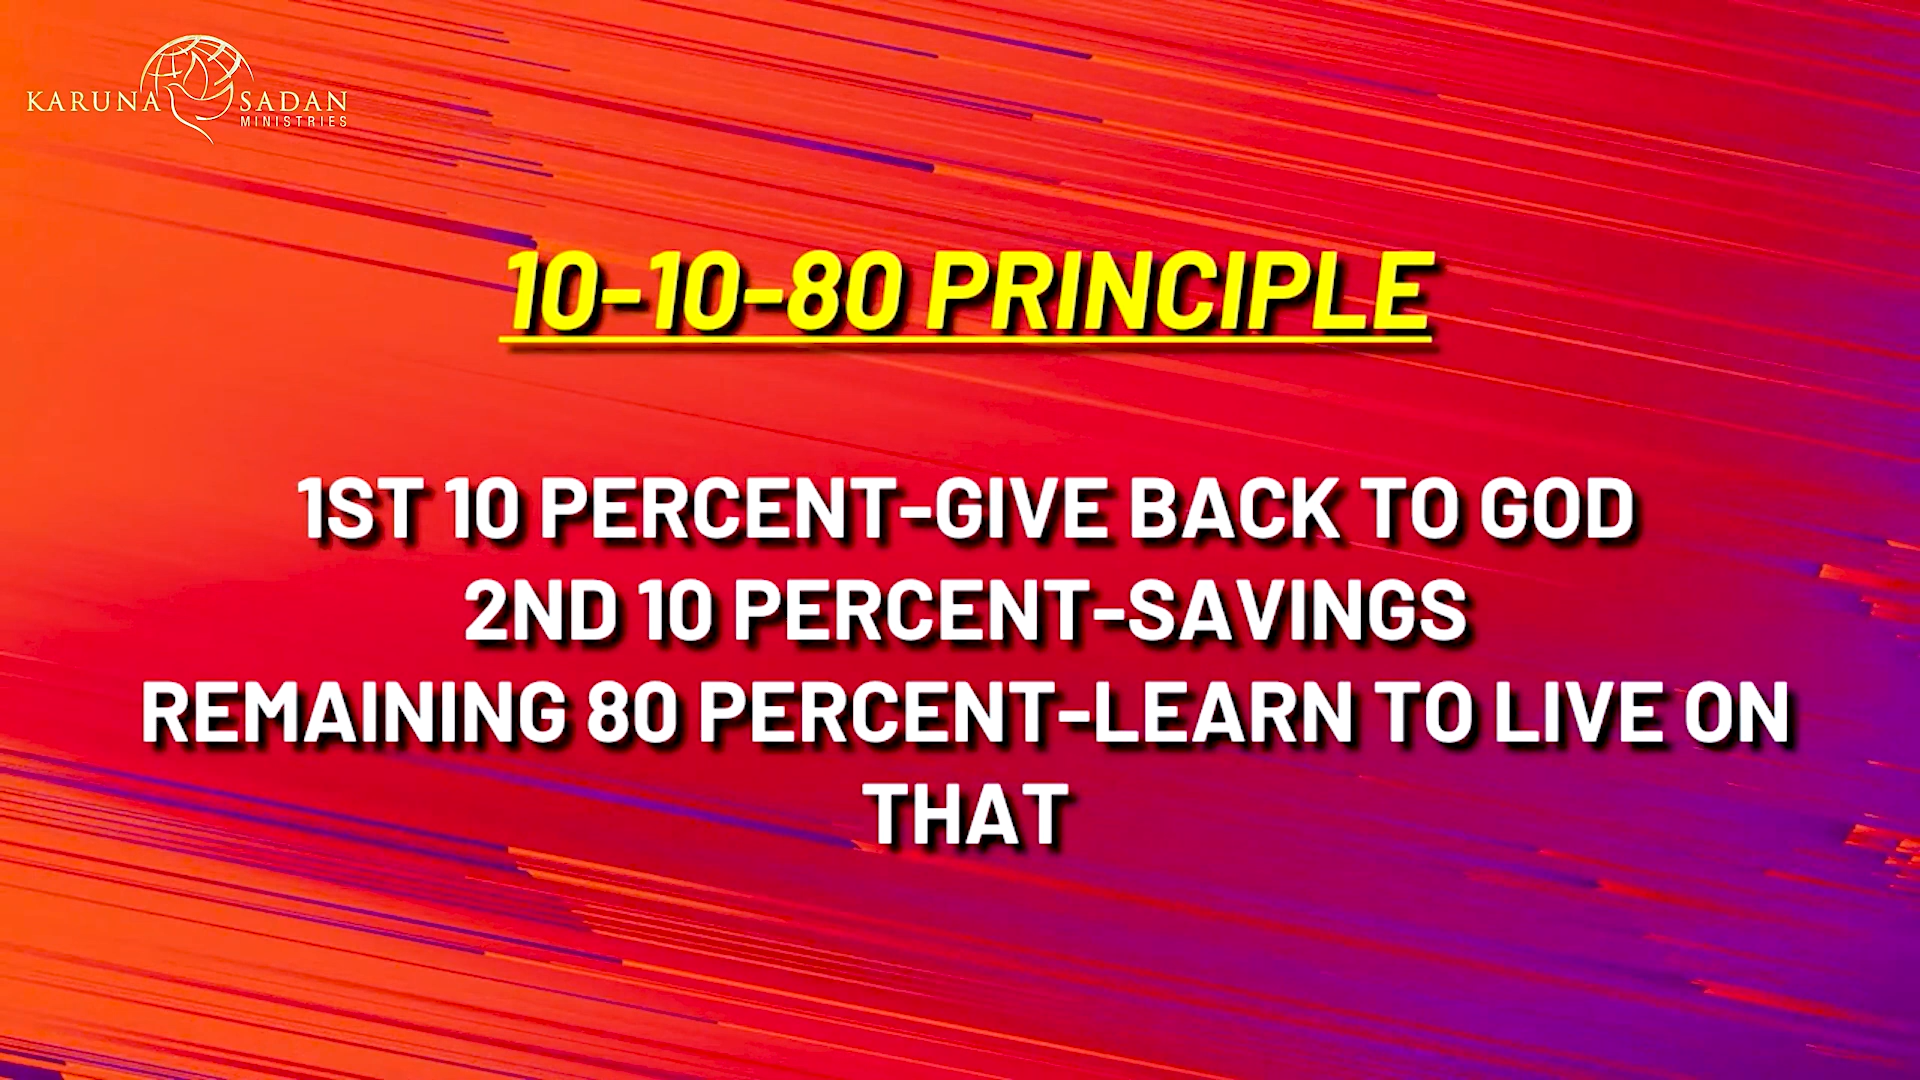 KARUNA SADAN
MINISTRIES
10-10-80 PRINCIPLE
1ST 10 PERCENT-GIVE BACK TO GOD
2ND 10 PERCENT-SAVINGS
REMAINING 80 PERCENT-LEARN TO LIVE ON
THAT